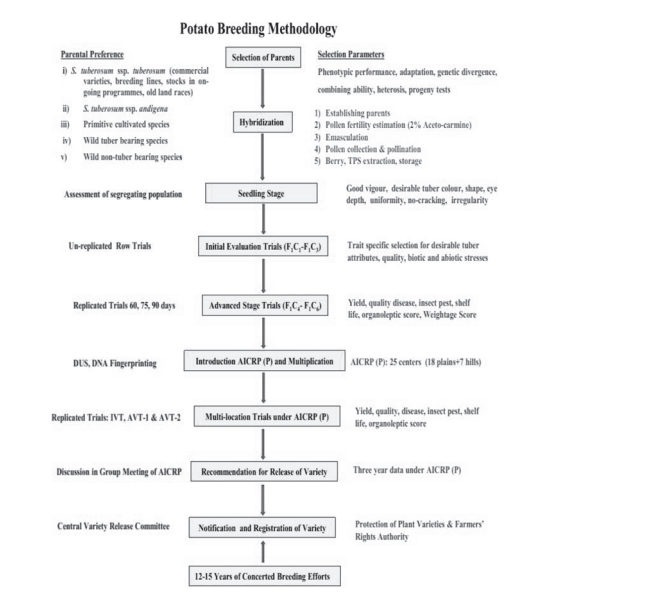 Potato Breeding Methodology
Parental Preference
i) S. tuberosum ssp. tuberosum (commercial
varieties, breeding lines, stocks in on-
going programmes, old land races)
ii) S. tuberosum ssp. andigena
iii) Primitive cultivated species
iv) Wild tuber bearing species
v) Wild non-tuber bearing species
Selection of Parents
Selection Parameters
Phenotypic performance, adaptation, genetic divergence,
combining ability, heterosis, progeny tests
Hybridization
1) Establishing parents
2) Pollen fertility estimation (2% Aceto-carmine)
3) Emasculation
4) Pollen collection & pollination
5) Berry, TPS extraction, storage
Assessment of segregating population
Seedling Stage
Good vigour, desirable tuber colour, shape, eye
depth, uniformity, no-cracking, irregularity
Un-replicated Row Trials
Initial Evaluation Trials (F₁C₁-F₁C₃)
Trait specific selection for desirable tuber
attributes, quality, biotic and abiotic stresses
Replicated Trials 60, 75, 90 days
Advanced Stage Trials (F₁C₄- F₁C₆)
Yield, quality disease, insect pest, shelf
life, organoleptic score, Weightage Score
DUS, DNA Fingerprinting
Introduction AICRP (P) and Multiplication
AICRP (P): 25 centers (18 plains+7 hills)
Replicated Trials: IVT, AVT-1 & AVT-2
Multi-location Trials under AICRP (P)
Yield, quality, disease, insect pest, shelf
life, organoleptic score
Discussion in Group Meeting of AICRP
Recommendation for Release of Variety
Three year data under AICRP (P)
Central Variety Release Committee
Notification and Registration of Variety
Protection of Plant Varieties & Farmers'
Rights Authority
12-15 Years of Concerted Breeding Efforts